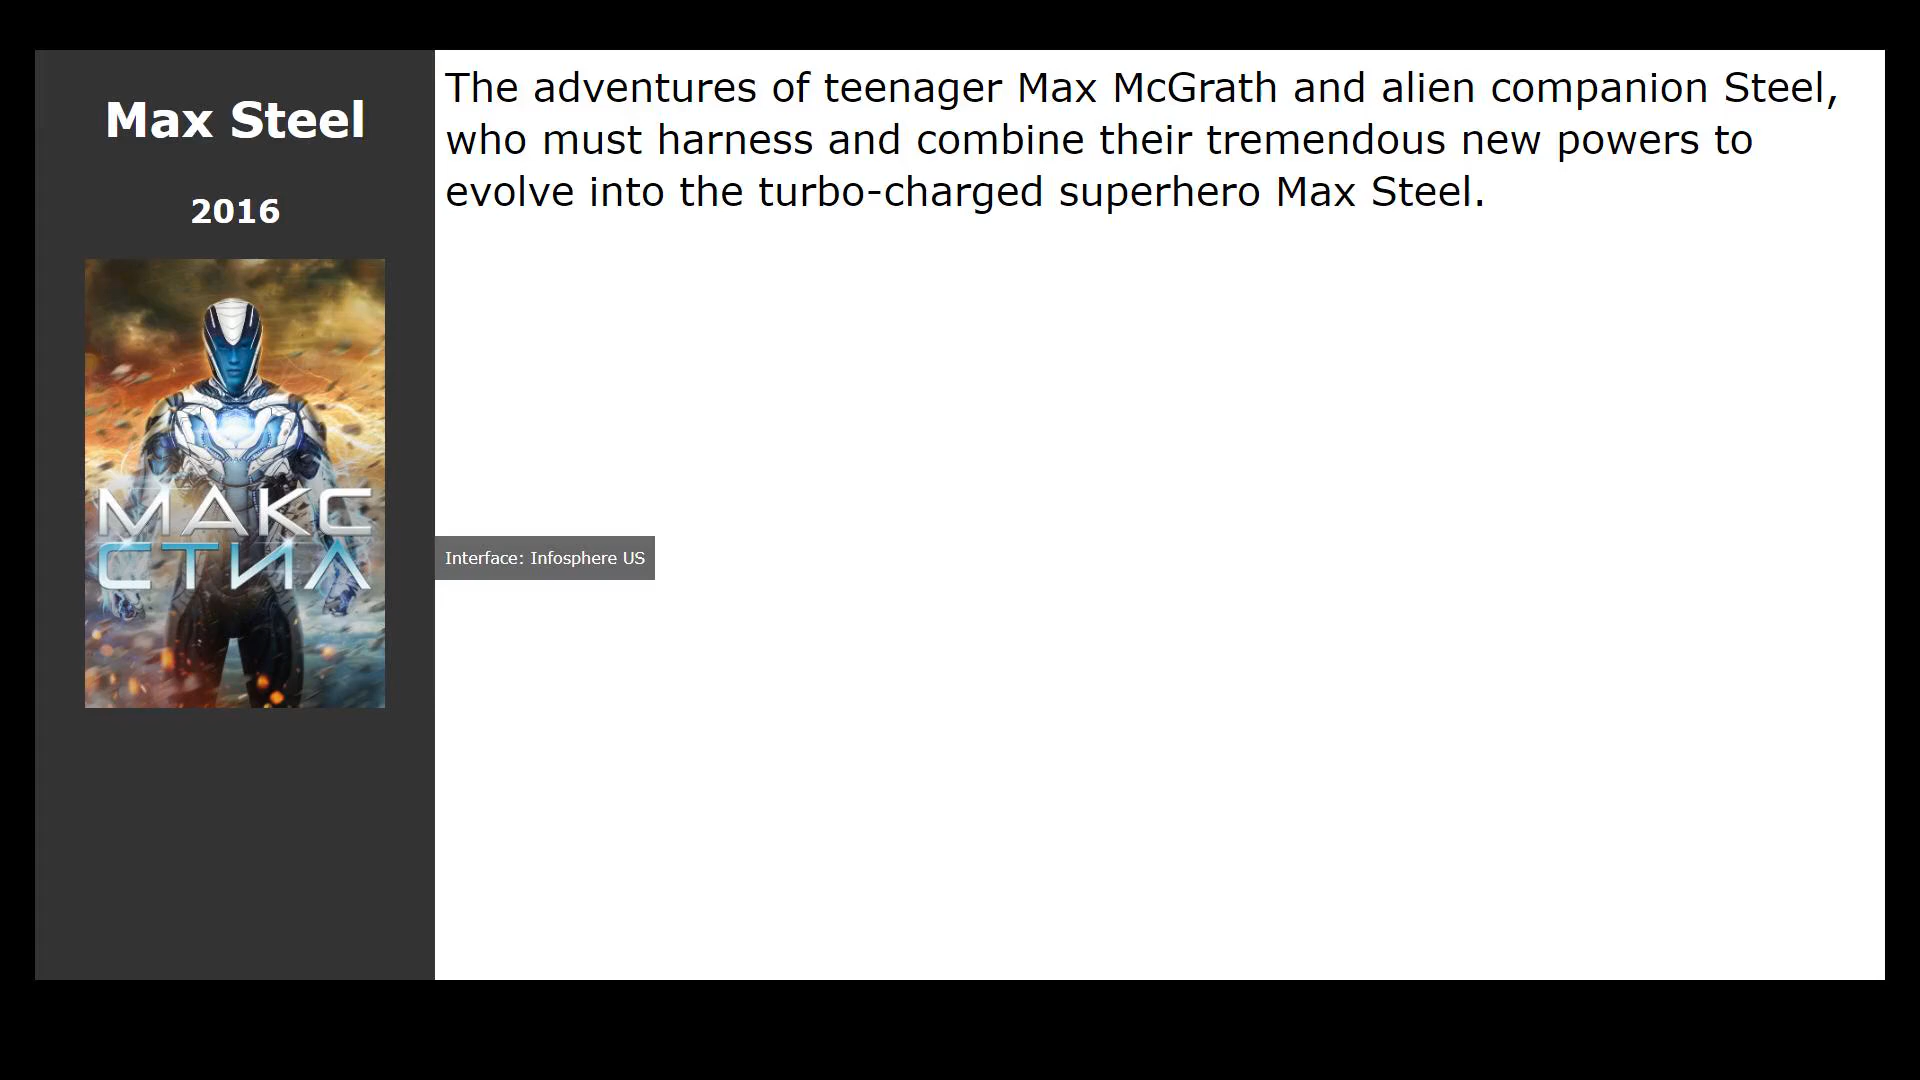 Max Steel
2016
МАКС
СТИЛ
The adventures of teenager Max McGrath and alien companion Steel,
who must harness and combine their tremendous new powers to
evolve into the turbo-charged superhero Max Steel.
Interface: Infosphere US